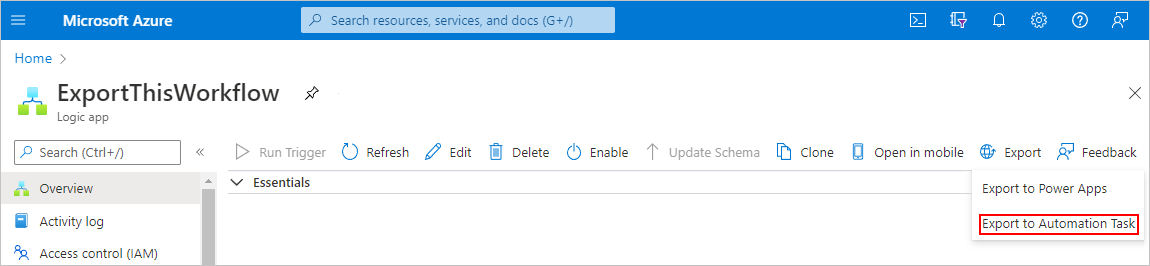 Microsoft Azure
Search resources, services, and docs (G+/)
Home
ExportThisWorkflow
Logic app
Search (Ctrl+/)
Run Trigger Refresh Edit Delete Enable Update Schema Clone Open in mobile Export Feedback
Overview
Essentials
Export to Power Apps
Activity log
Export to Automation Task
Access control (IAM)